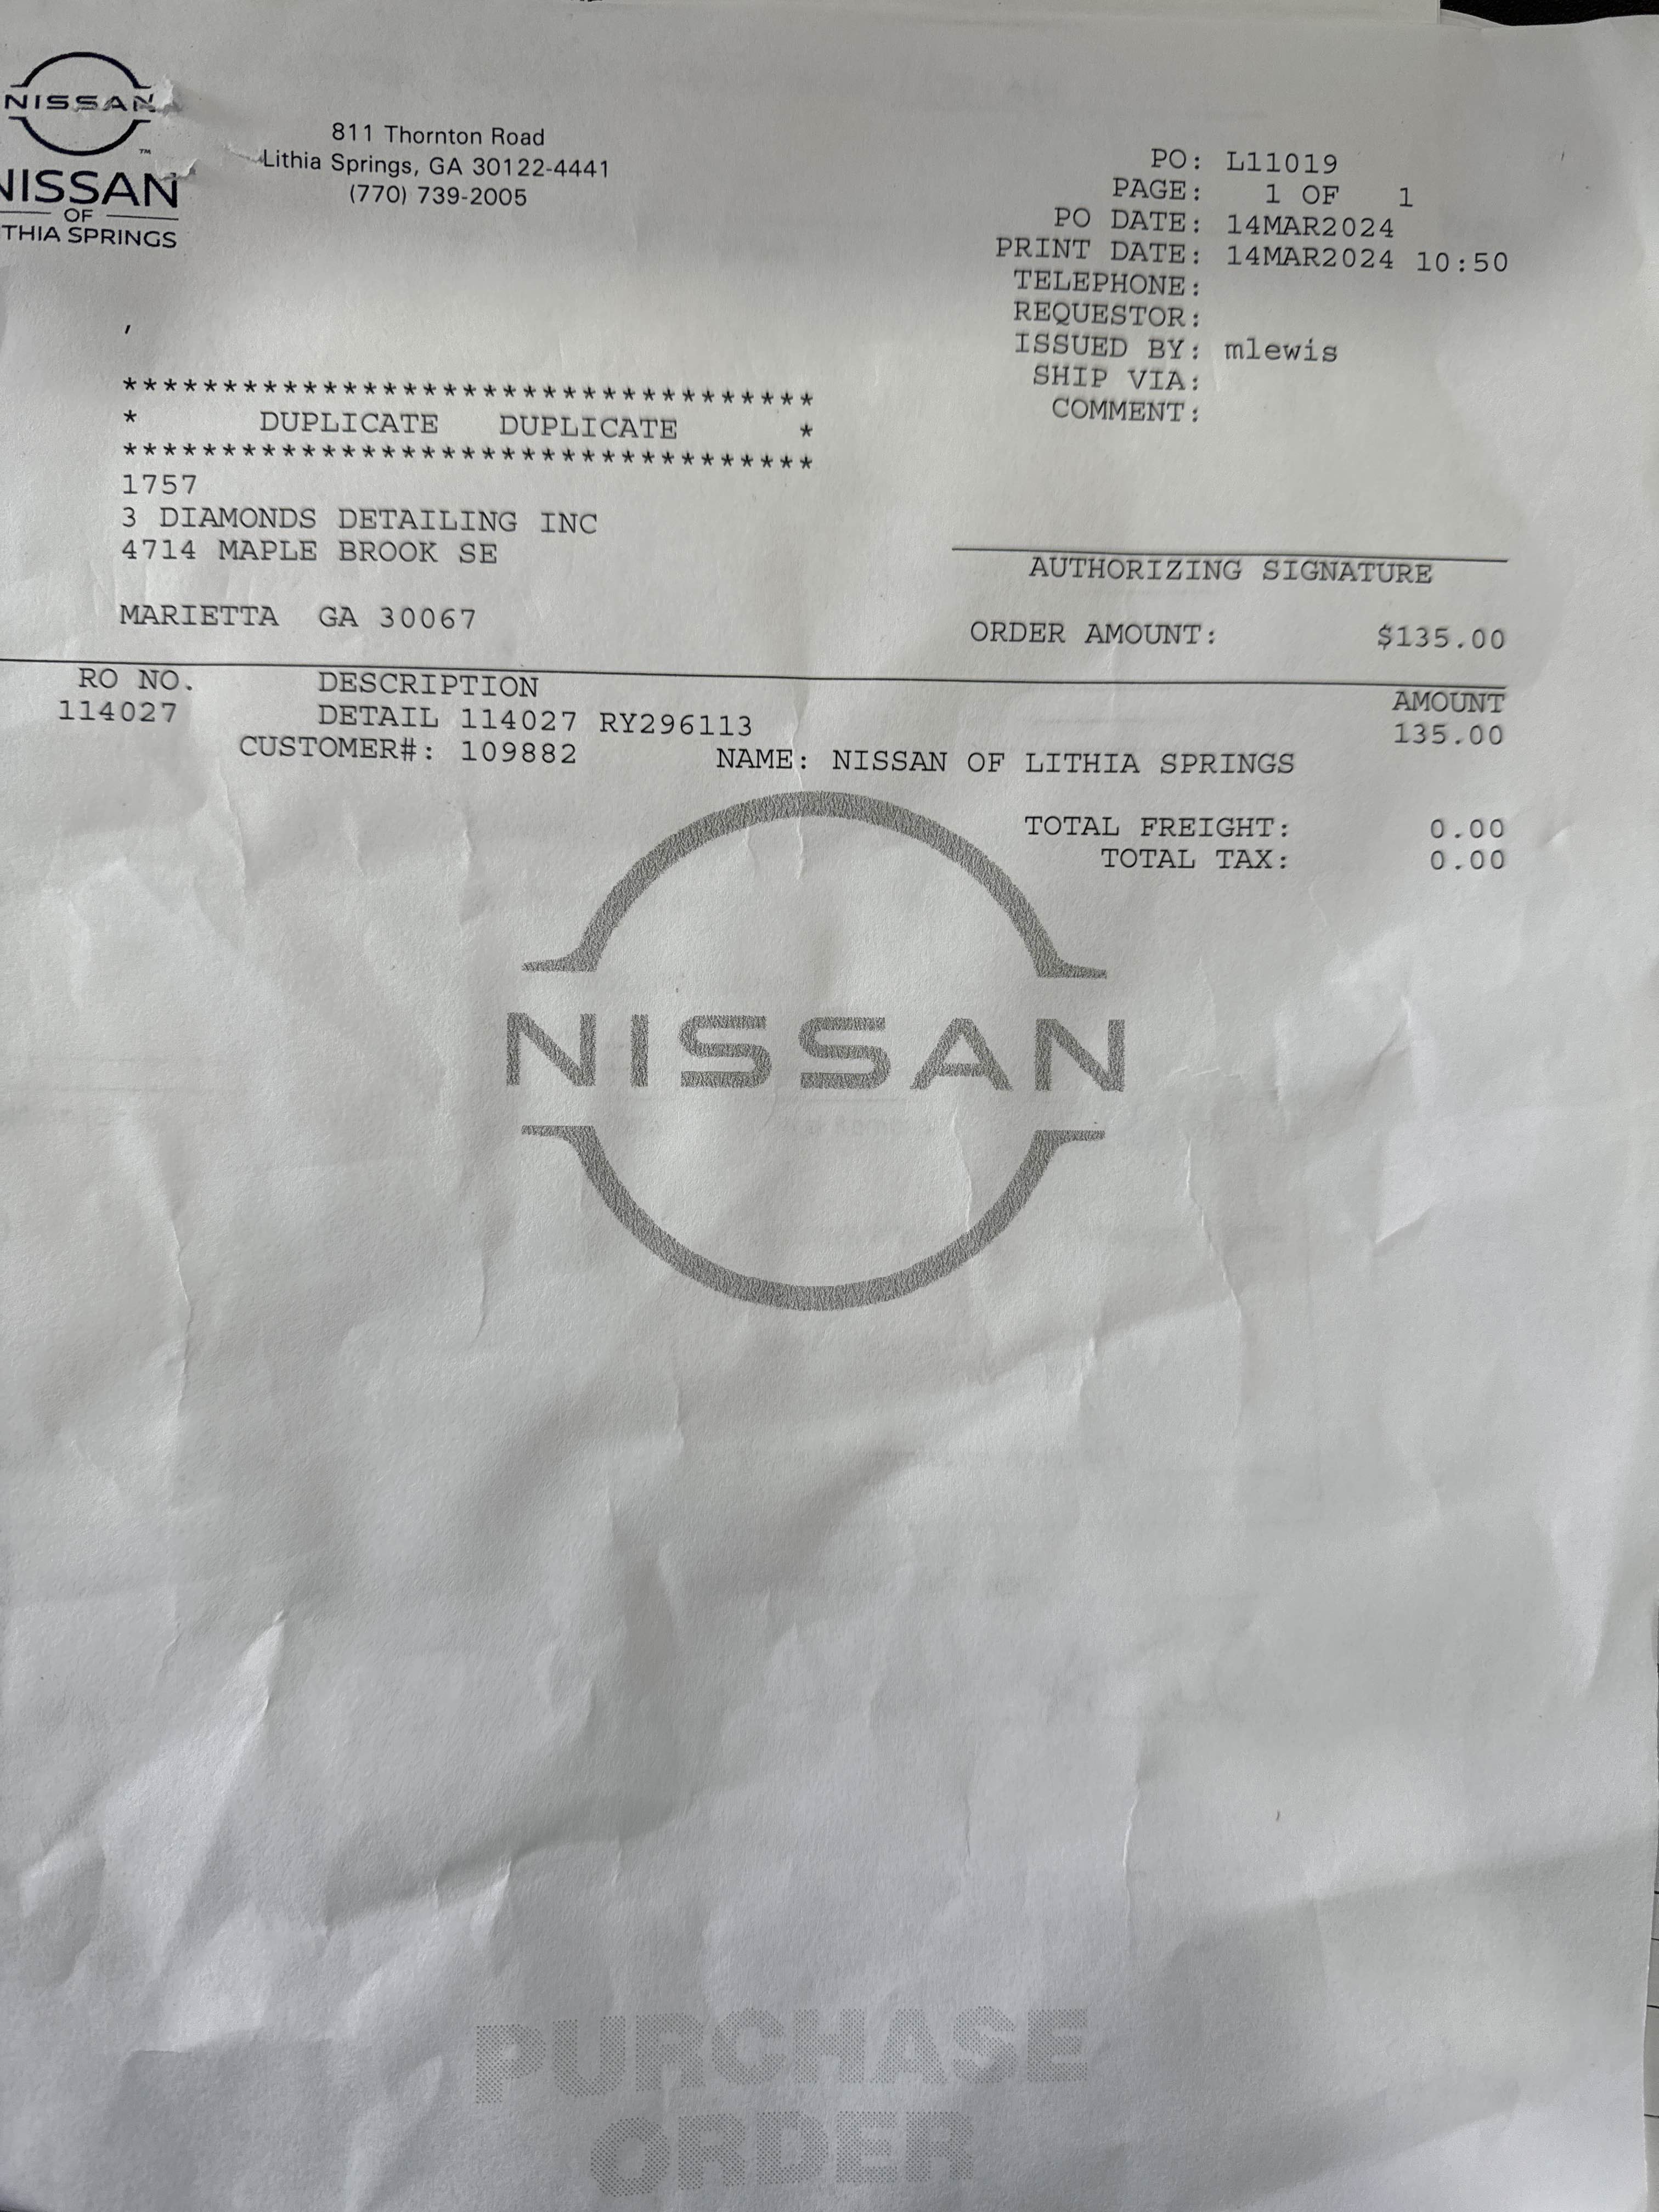 NISSAN
NISSAN
OF
THIA SPRINGS
811 Thornton Road
Lithia Springs, GA 30122-4441
(770) 739-2005
PO: L11019
PAGE: 1 OF 1
PO DATE: 14MAR2024
PRINT DATE: 14MAR2024 10:50
TELEPHONE:
REQUESTOR:
ISSUED BY: mlewis
SHIP VIA:
COMMENT:
,
***********************************
* DUPLICATE DUPLICATE *
***********************************
1757
3 DIAMONDS DETAILING INC
4714 MAPLE BROOK SE
MARIETTA GA 30067
AUTHORIZING SIGNATURE
ORDER AMOUNT: $135.00
RO NO. DESCRIPTION AMOUNT
114027 DETAIL 114027 RY296113 135.00
CUSTOMER#: 109882 NAME: NISSAN OF LITHIA SPRINGS
TOTAL FREIGHT: 0.00
TOTAL TAX: 0.00
NISSAN
PURCHASE
ORDER